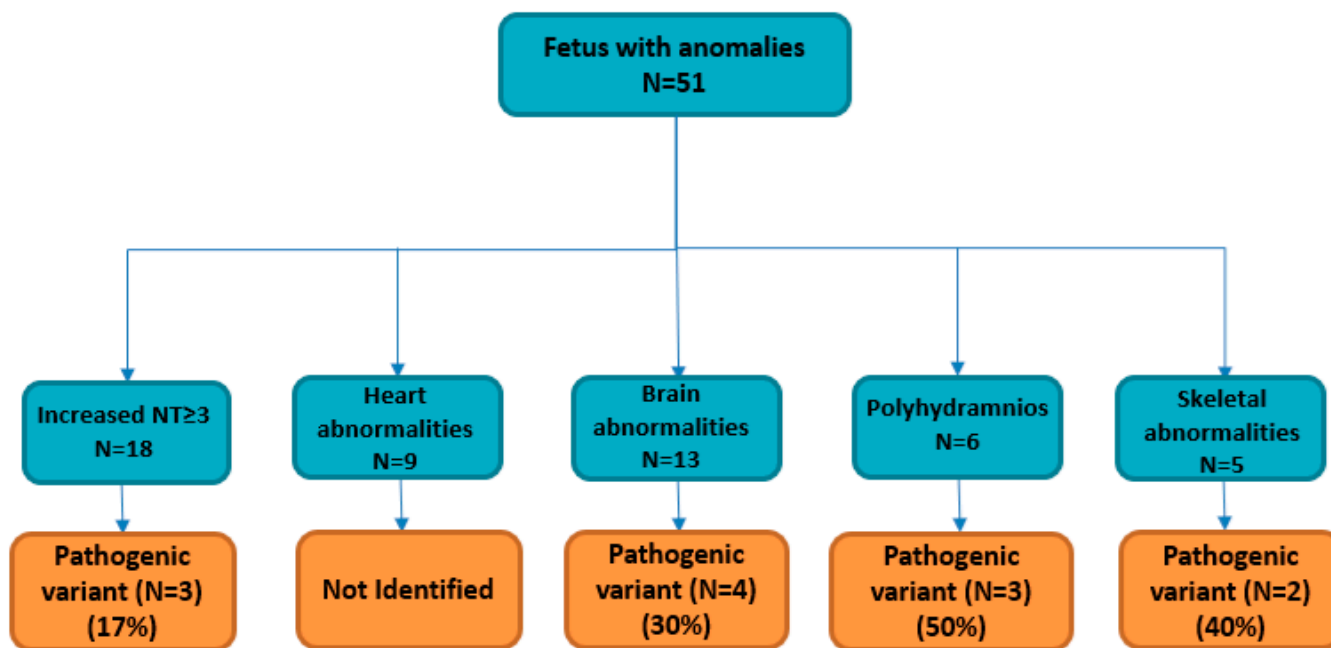 Fetus with anomalies
N=51
Increased NT≥3
N=18
Heart
abnormalities
N=9
Brain
abnormalities
N=13
Polyhydramnios
N=6
Skeletal
abnormalities
N=5
Pathogenic
variant (N=3)
(17%)
Not Identified
Pathogenic
variant (N=4)
(30%)
Pathogenic
variant (N=3)
(50%)
Pathogenic
variant (N=2)
(40%)